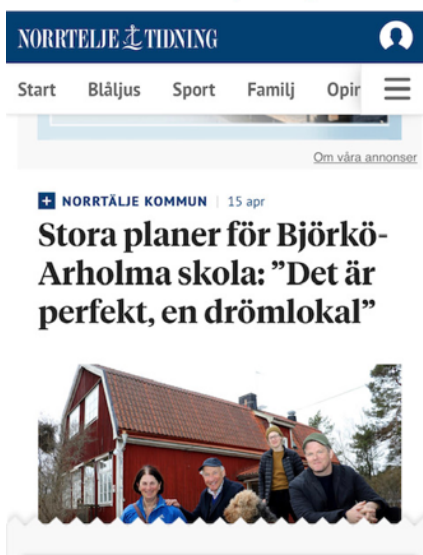 NORRTELJE TIDNING
Start Blåljus Sport Familj Opin
Om våra annonser
+ NORRTÄLJE KOMMUN | 15 apr
Stora planer för Björkö-
Arholma skola: ”Det är
perfekt, en drömlokal”